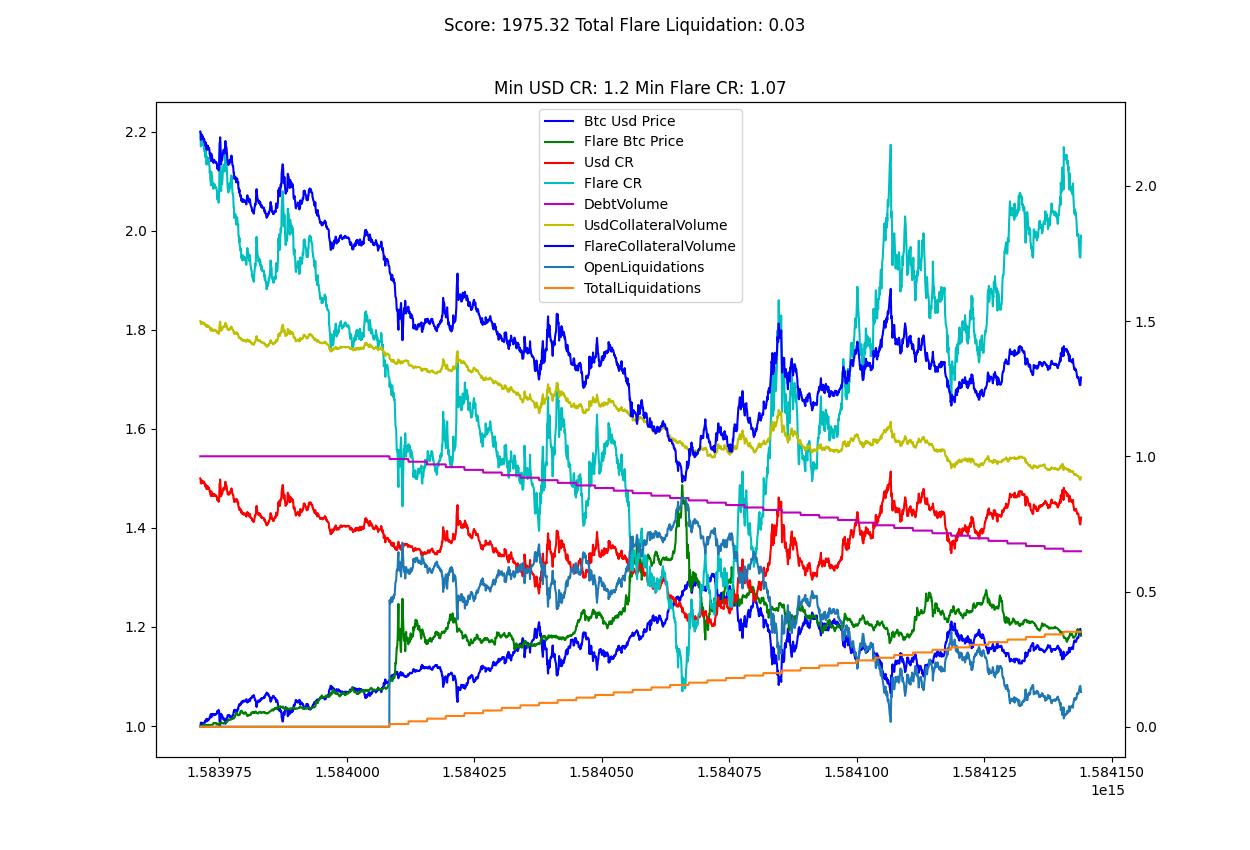 Score: 1975.32 Total Flare Liquidation: 0.03
Min USD CR: 1.2 Min Flare CR: 1.07
Btc Usd Price
Flare Btc Price
Usd CR
Flare CR
DebtVolume
UsdCollateralVolume
FlareCollateralVolume
OpenLiquidations
TotalLiquidations
2.2
2.0
1.8
1.6
1.4
1.2
1.0
2.0
1.5
1.0
0.5
0.0
1.583975 1.584000 1.584025 1.584050 1.584075 1.584100 1.584125 1.584150
1e15